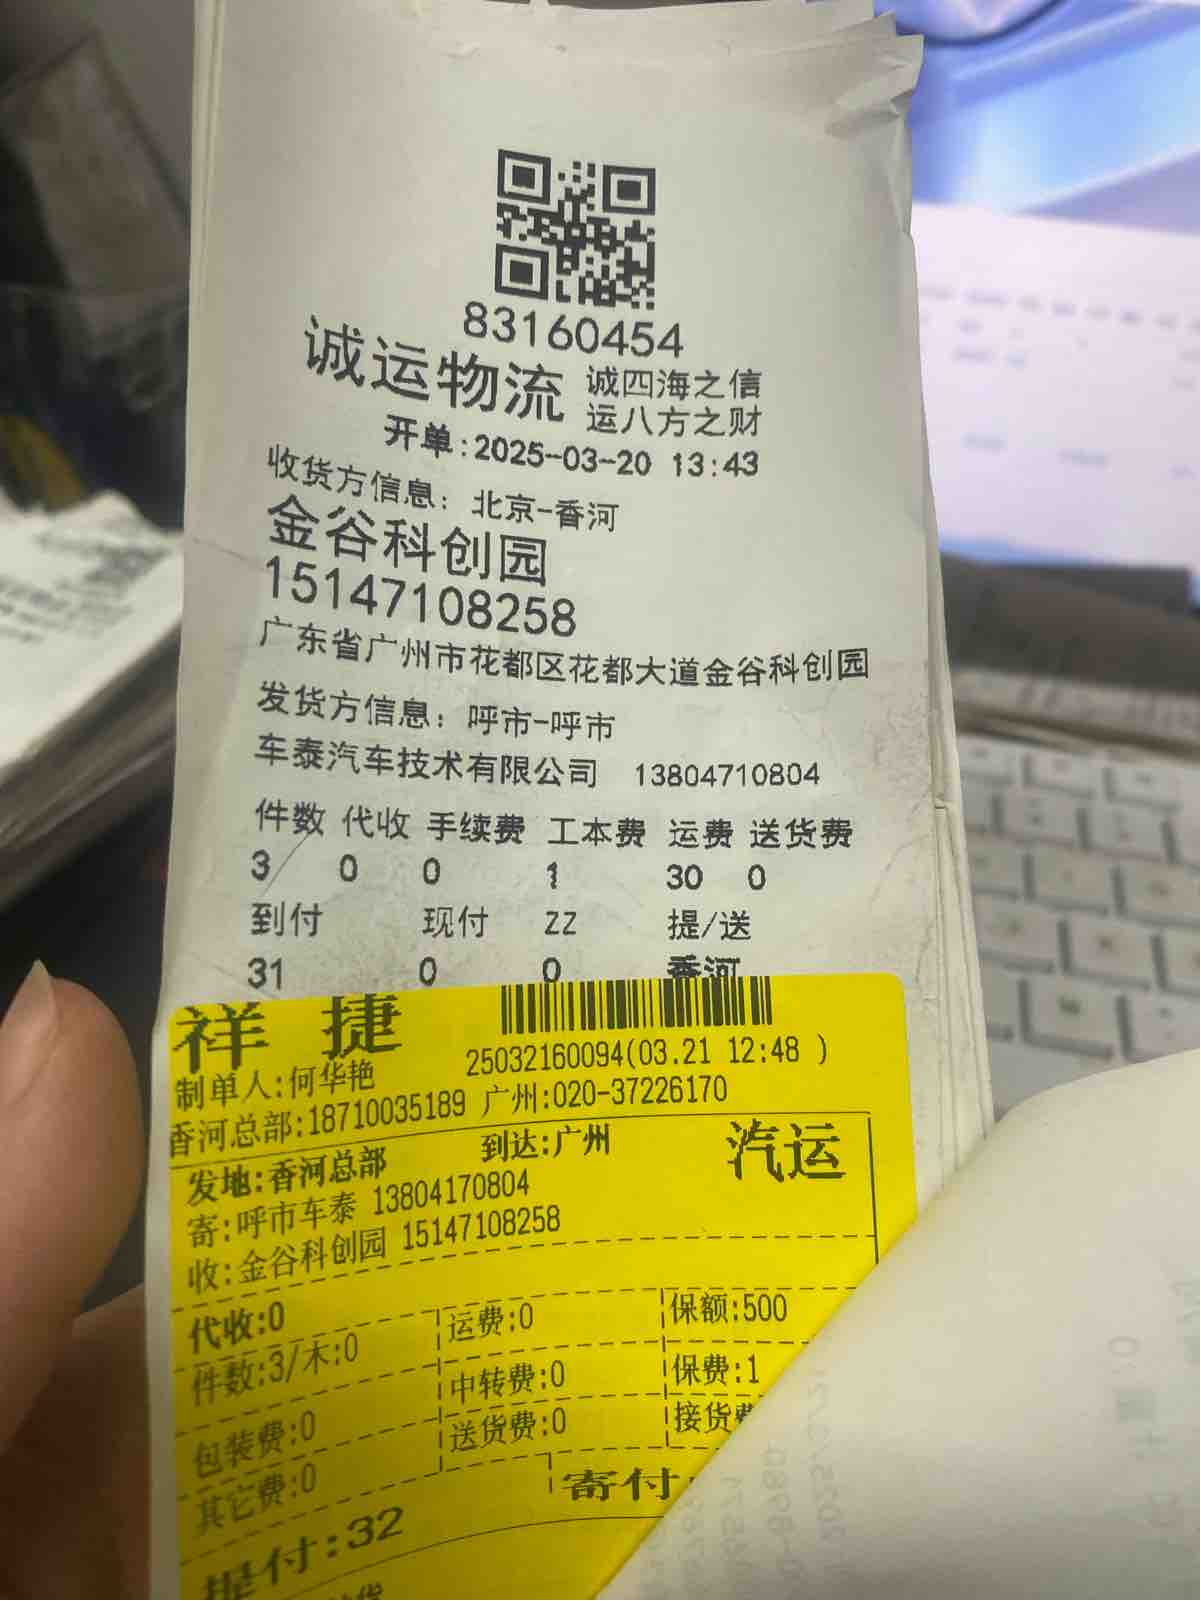 83160454
诚运物流 诚四海之信
运八方之财
开单:2025-03-20 13:43
收货方信息: 北京-香河
金谷科创园
15147108258
广东省广州市花都区花都大道金谷科创园
发货方信息: 呼市-呼市
车泰汽车技术有限公司 13804710804
件数 代收 手续费 工本费 运费 送货费
3 0 0 1 30 0
到付 现付 ZZ 提/送
31 0 0 香河
祥 捷
25032160094(03.21 12:48 )
制单人:何华艳
香河总部:18710035189 广州:020-37226170
发地:香河总部 到达:广州 汽运
寄:呼市车泰 13804170804
收:金谷科创园 15147108258
代收:0 运费:0 保额:500
件数:3/木:0 中转费:0 保费:1
包装费:0 送货费:0 接货费
其它费:0 寄付
提付:32